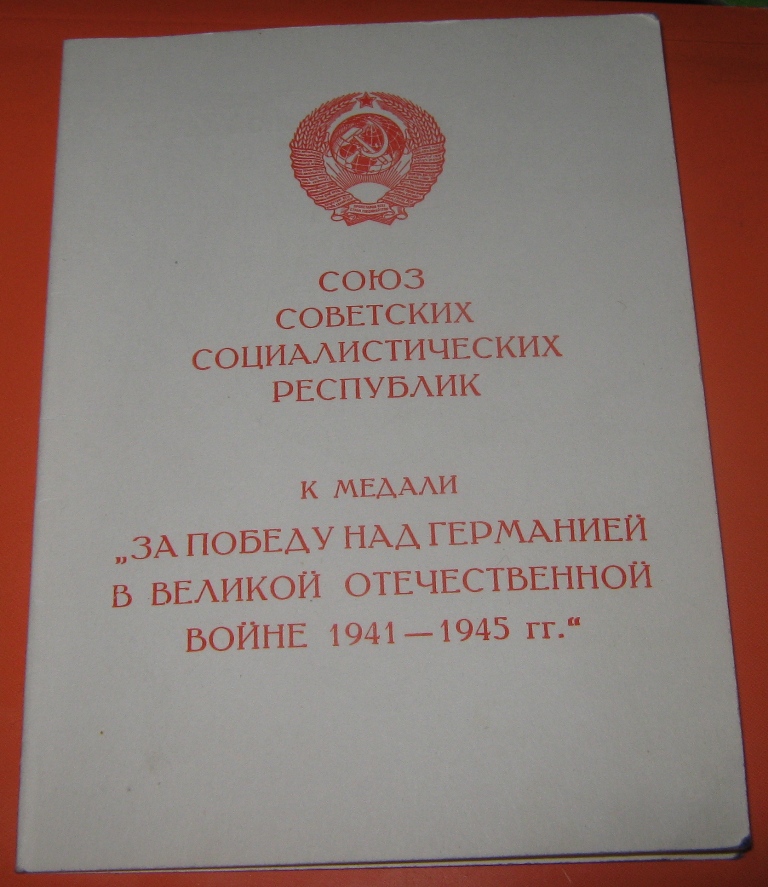 СОЮЗ
СОВЕТСКИХ
СОЦИАЛИСТИЧЕСКИХ
РЕСПУБЛИК
К МЕДАЛИ
„ЗА ПОБЕДУ НАД ГЕРМАНИЕЙ
В ВЕЛИКОЙ ОТЕЧЕСТВЕННОЙ
ВОЙНЕ 1941—1945 гг.“